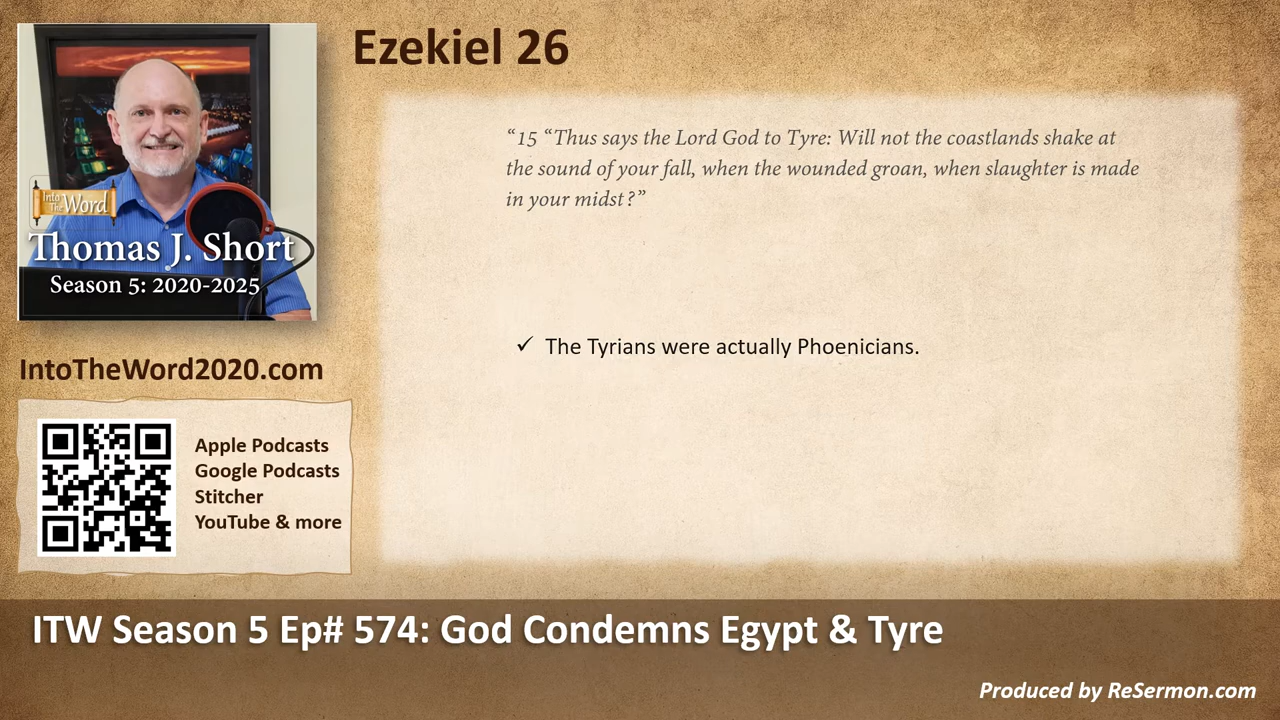 Ezekiel 26
“15 “Thus says the Lord God to Tyre: Will not the coastlands shake at
the sound of your fall, when the wounded groan, when slaughter is made
in your midst?”
✓ The Tyrians were actually Phoenicians.
Into
The Word
Thomas J. Short
Season 5: 2020-2025
IntoTheWord2020.com
Apple Podcasts
Google Podcasts
Stitcher
YouTube & more
ITW Season 5 Ep# 574: God Condemns Egypt & Tyre
Produced by ReSermon.com